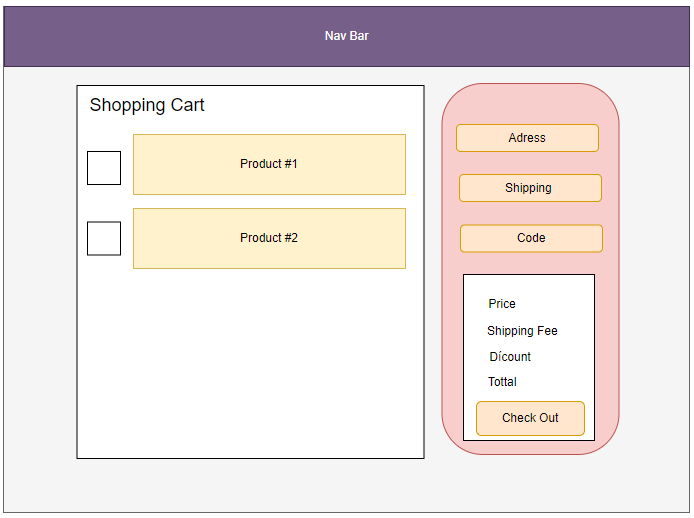 Nav Bar
Shopping Cart
Product #1
Product #2
Adress
Shipping
Code
Price
Shipping Fee
Dícount
Tottal
Check Out